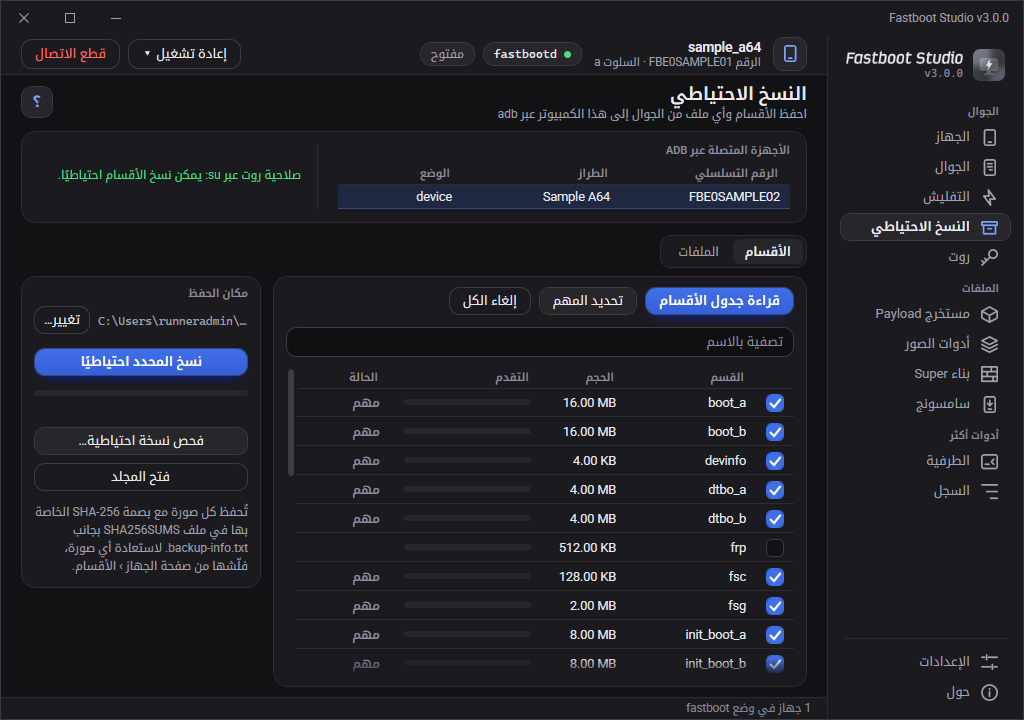 Fastboot Studio v3.0.0
Fastboot Studio
v3.0.0
الجوال
الجهاز
الجوال
التفليش
النسخ الاحتياطي
روت
الملفات
مستخرج Payload
أدوات الصور
بناء Super
سامسونج
أدوات أكثر
الطرفية
السجل
الإعدادات
حول
sample_a64
الرقم FBE0SAMPLE01 · السلوت a
fastbootd
مفتوح
إعادة تشغيل
قطع الاتصال
النسخ الاحتياطي
احفظ الأقسام وأي ملف من الجوال إلى هذا الكمبيوتر عبر adb
؟
الأجهزة المتصلة عبر ADB
الرقم التسلسلي الطراز الوضع
FBE0SAMPLE02 Sample A64 device
صلاحية روت عبر su: يمكن نسخ الأقسام احتياطيًا.
الأقسام الملفات
قراءة جدول الأقسام تحديد المهم إلغاء الكل
تصفية بالاسم
القسم الحجم التقدم الحالة
boot_a 16.00 MB مهم
boot_b 16.00 MB مهم
devinfo 4.00 KB مهم
dtbo_a 4.00 MB مهم
dtbo_b 4.00 MB مهم
frp 512.00 KB
fsc 128.00 KB مهم
fsg 2.00 MB مهم
init_boot_a 8.00 MB مهم
init_boot_b 8.00 MB مهم
مكان الحفظ
C:\Users\runneradmin\… تغيير…
نسخ المحدد احتياطيًا
فحص نسخة احتياطية…
فتح المجلد
تُحفظ كل صورة مع بصمة SHA-256 الخاصة
بها في ملف SHA256SUMS بجانب
backup-info.txt. لاستعادة أي صورة،
فلّشها من صفحة الجهاز › الأقسام.
1 جهاز في وضع fastboot